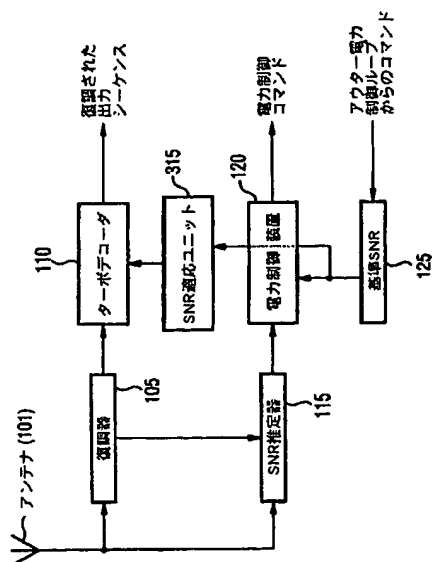 アンテナ (101)
復調器
105
ターボデコーダ
110
復調された
出力
シーケンス
SNR適応ユニット
315
SNR推定器
115
電力制御装置
120
電力制御
コマンド
基準SNR
125
アウター電力
制御ループ
からのコマンド